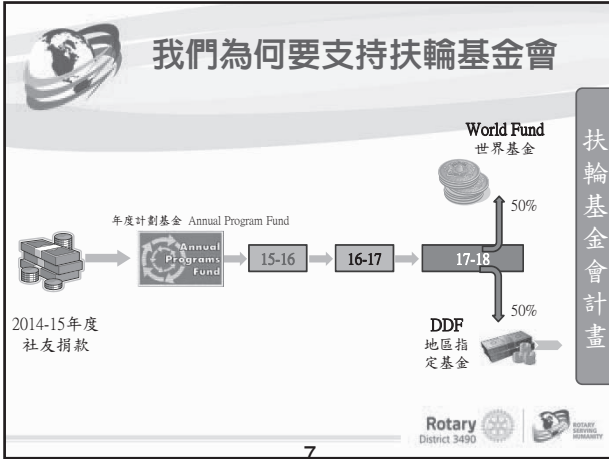 我們為何要支持扶輪基金會
World Fund
世界基金
50%
年度計劃基金 Annual Program Fund
Annual
Programs
Fund
15-16
16-17
17-18
2014-15年度
社友捐款
50%
DDF
地區指
定基金
扶輪基金會計畫
Rotary
District 3490
ROTARY
SERVING
HUMANITY
7